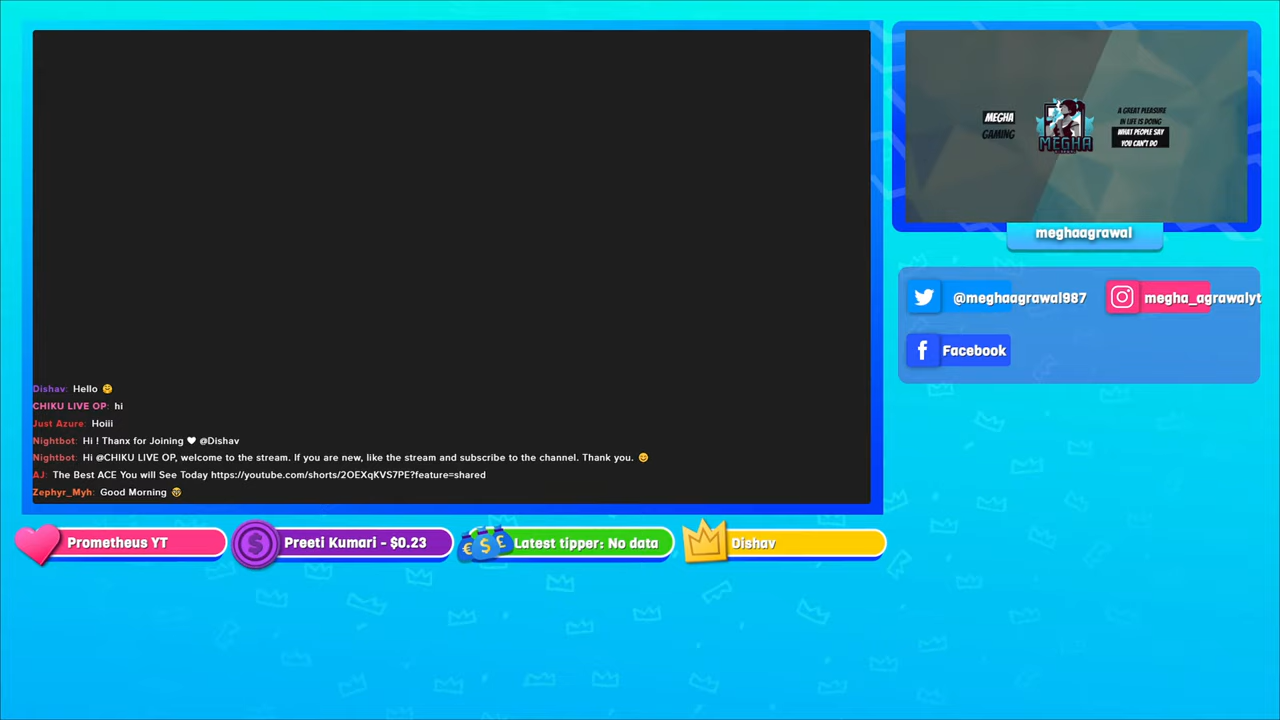 Dishav: Hello ☹️
CHIKU LIVE OP: hi
Just Azure: Hoiii
Nightbot: Hi ! Thanx for Joining 🤍 @Dishav
Nightbot: Hi @CHIKU LIVE OP, welcome to the stream. If you are new, like the stream and subscribe to the channel. Thank you. 😊
AJ: The Best ACE You will See Today https://youtube.com/shorts/2OEXqKVS7PE?feature=shared
Zephyr_Myh: Good Morning
Prometheus YT
Preeti Kumari - $0.23
Latest tipper: No data
Dishav
MEGHA
GAMING
MEGHA
A GREAT PLEASURE
IN LIFE IS DOING
WHAT PEOPLE SAY
YOU CAN'T DO
meghaagrawal
@meghaagrawal987
megha_agrawalyt
Facebook